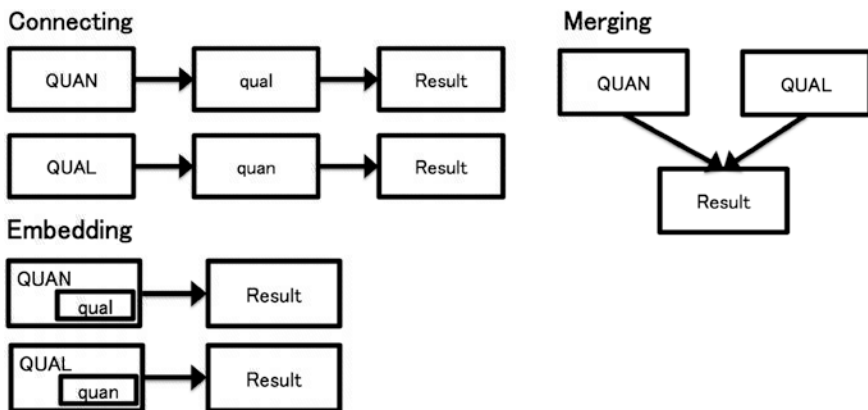 Connecting
QUAN qual Result
QUAL quan Result
Embedding
QUAN
qual
Result
QUAL
quan
Result
Merging
QUAN QUAL
Result